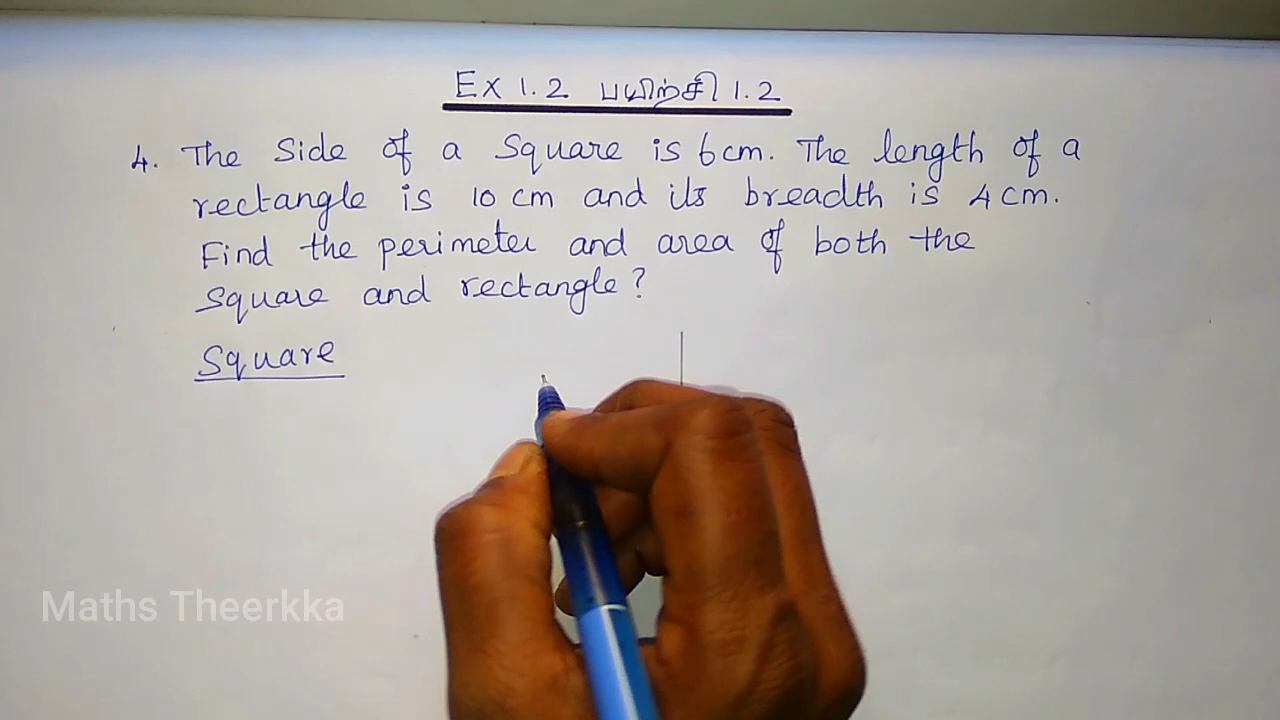 Ex 1.2 பயிற்சி 1.2
4. The Side of a Square is 6cm. The length of a
rectangle is 10 cm and its breadth is 4 cm.
Find the perimeter and area of both the
Square and rectangle?
Square
Maths Theerkka